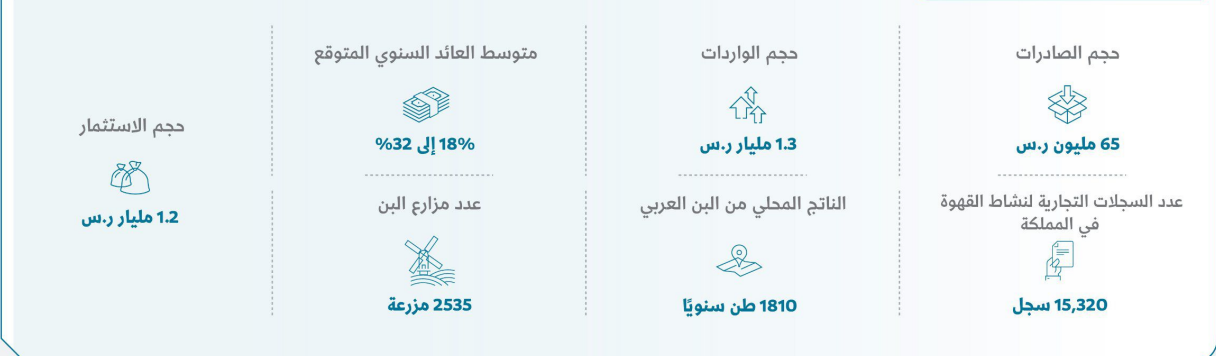 حجم الصادرات
65 مليون ر.س
عدد السجلات التجارية لنشاط القهوة
في المملكة
15,320 سجل
حجم الواردات
1.3 مليار ر.س
الناتج المحلي من البن العربي
1810 طن سنويًا
متوسط العائد السنوي المتوقع
18% إلى 32%
عدد مزارع البن
2535 مزرعة
حجم الاستثمار
1.2 مليار ر.س